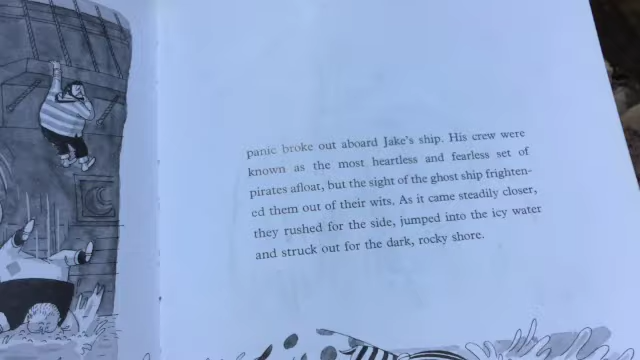 panic broke out aboard Jake's ship. His crew were
known as the most heartless and fearless set of
pirates afloat, but the sight of the ghost ship frighten-
ed them out of their wits. As it came steadily closer,
they rushed for the side, jumped into the icy water
and struck out for the dark, rocky shore.